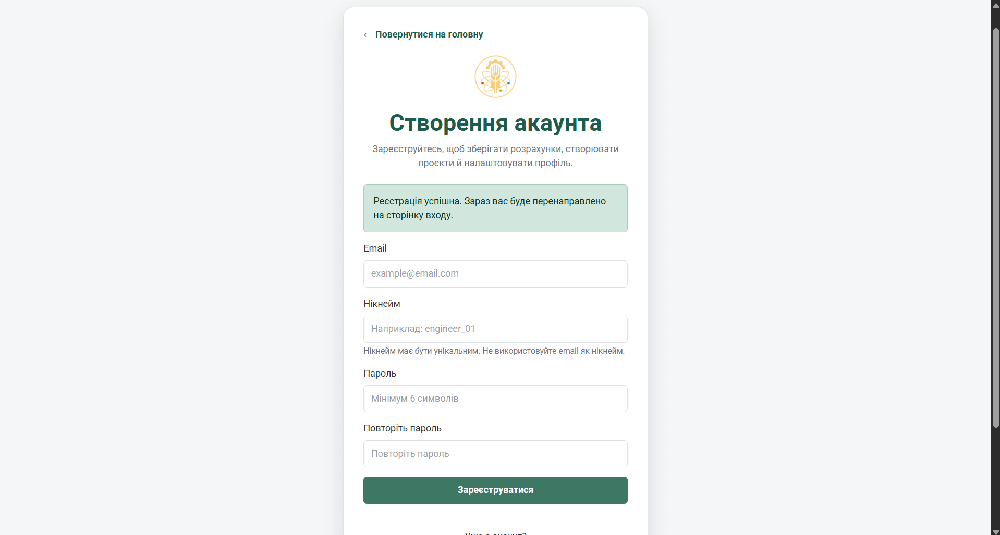 ← Повернутися на головну
Створення акаунта
Зареєструйтесь, щоб зберігати розрахунки, створювати
проєкти й налаштовувати профіль.
Реєстрація успішна. Зараз вас буде перенаправлено
на сторінку входу.
Email
example@email.com
Нікнейм
Наприклад: engineer_01
Нікнейм має бути унікальним. Не використовуйте email як нікнейм.
Пароль
Мінімум 6 символів
Повторіть пароль
Повторіть пароль
Зареєструватися